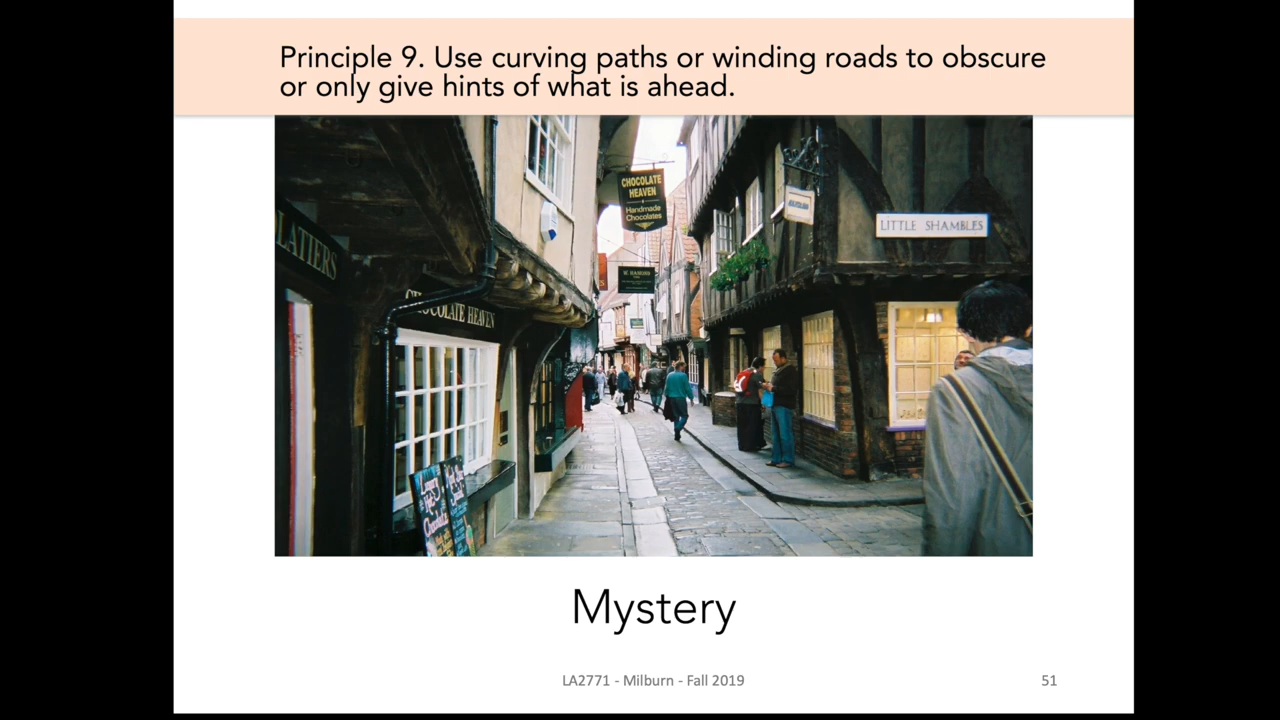 Principle 9. Use curving paths or winding roads to obscure
or only give hints of what is ahead.
CHOCOLATE
HEAVEN
Handmade
Chocolates
LITTLE SHAMBLES
LATIERS
CHOCOLATE HEAVEN
Mystery
LA2771 - Milburn - Fall 2019
51